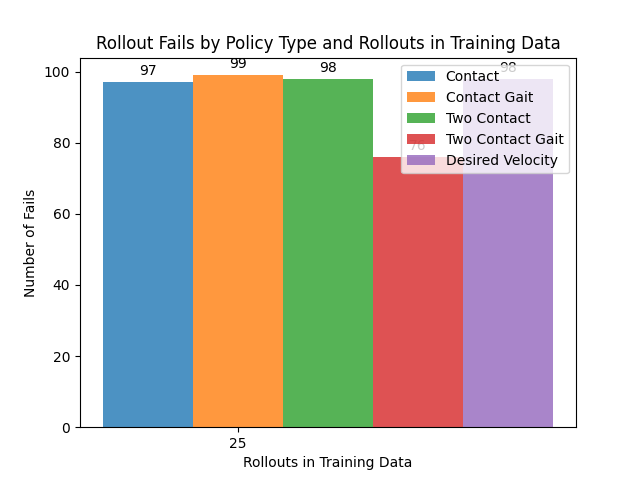 Rollout Fails by Policy Type and Rollouts in Training Data
97
99
98
76
98
Contact
Contact Gait
Two Contact
Two Contact Gait
Desired Velocity
100
80
60
40
20
0
Number of Fails
25
Rollouts in Training Data